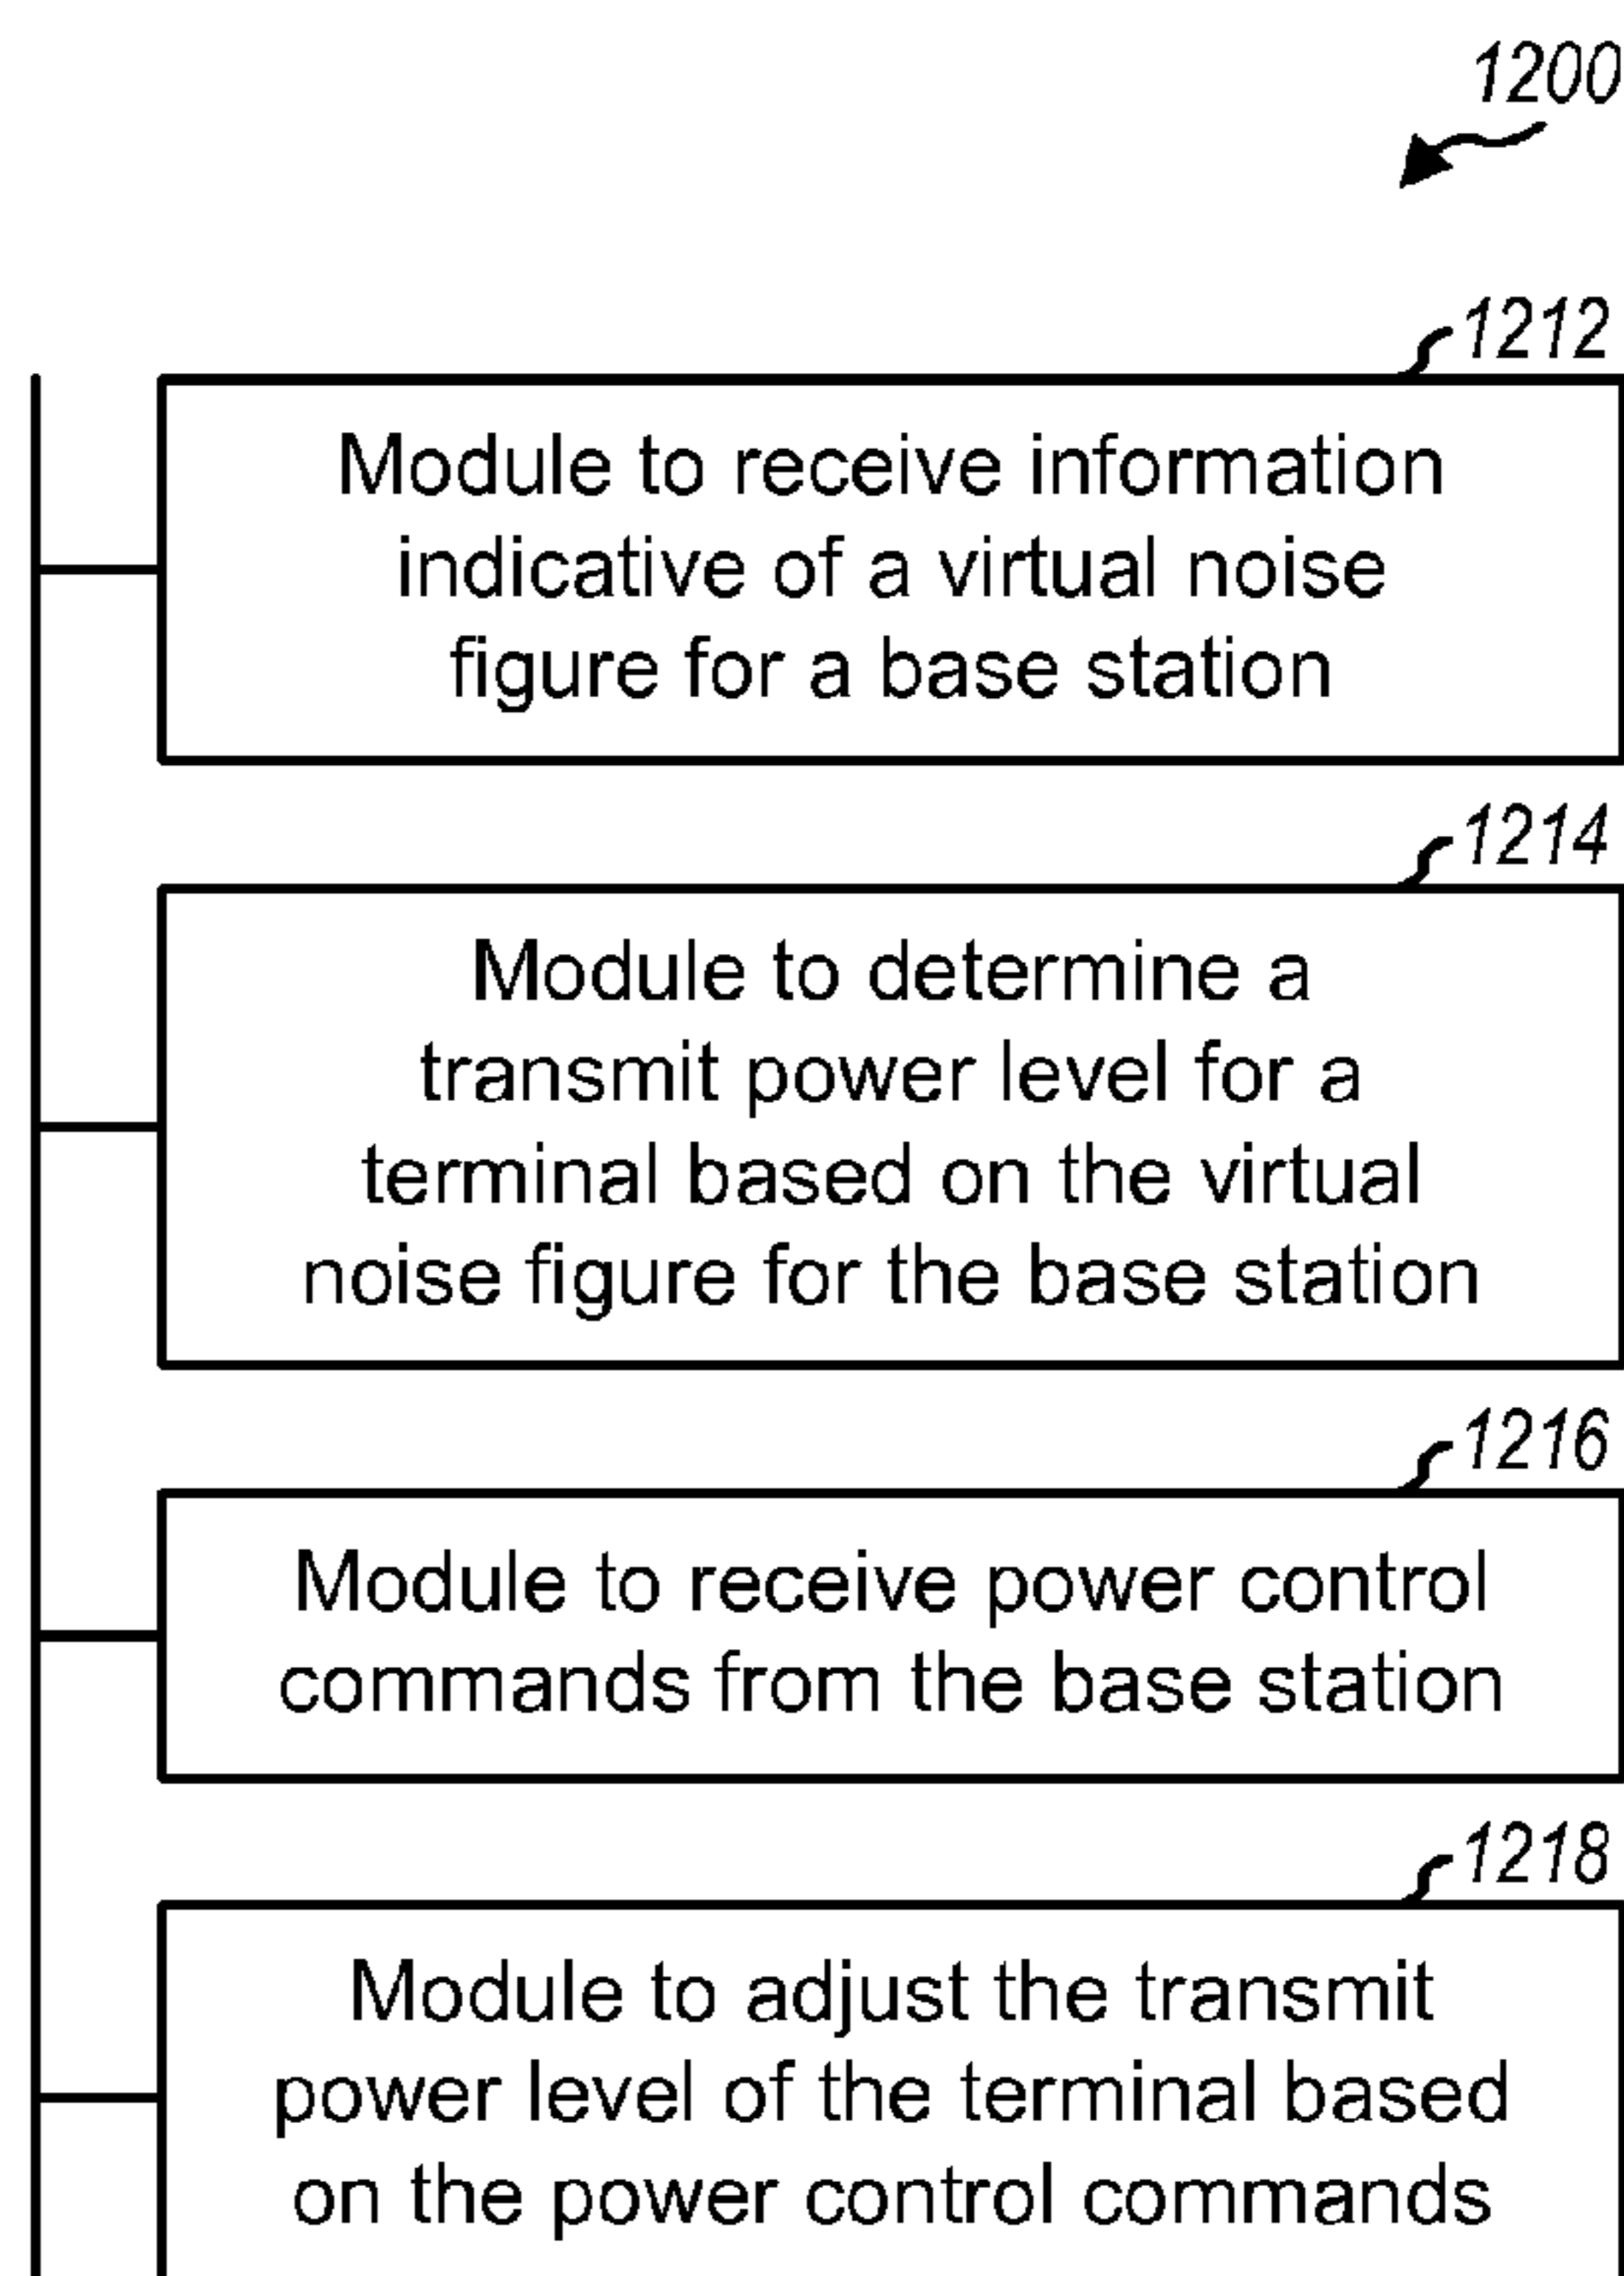 1200
1212
Module to receive information
indicative of a virtual noise
figure for a base station
1214
Module to determine a
transmit power level for a
terminal based on the virtual
noise figure for the base station
1216
Module to receive power control
commands from the base station
1218
Module to adjust the transmit
power level of the terminal based
on the power control commands